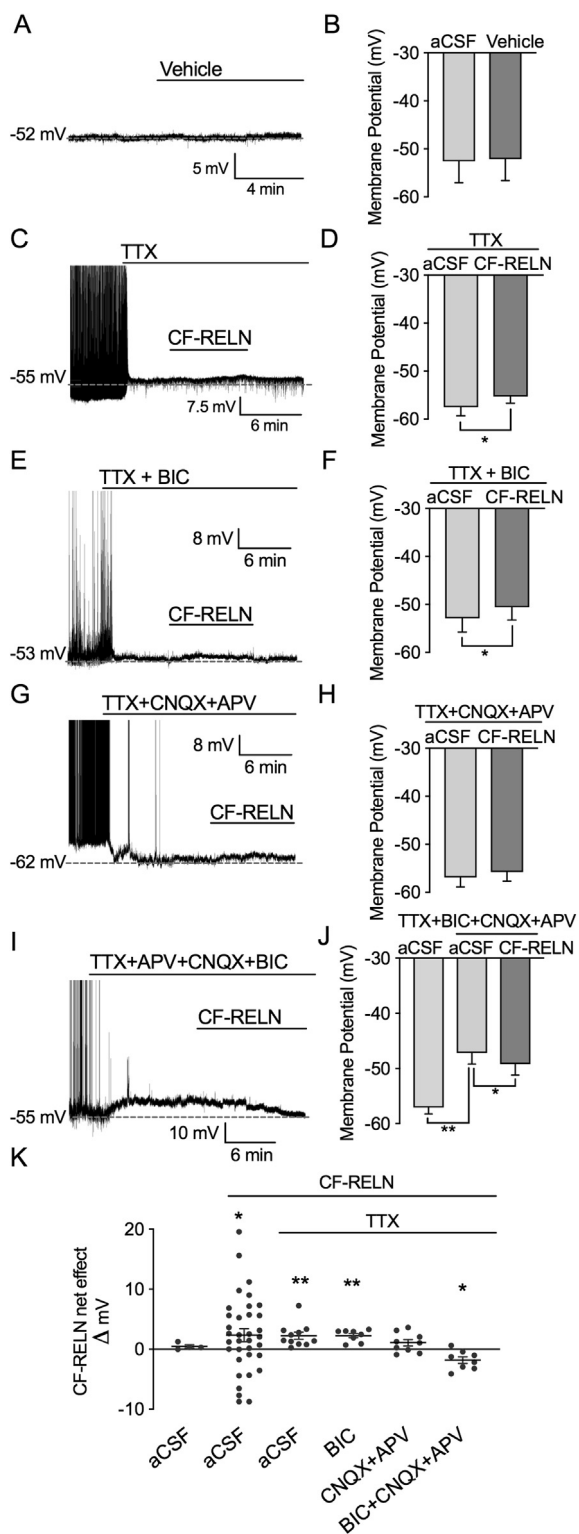 A
Vehicle
-52 mV
5 mV
4 min
B
aCSF Vehicle
Membrane Potential (mV)
-30
-40
-50
-60
C
TTX
CF-RELN
-55 mV
7.5 mV
6 min
D
TTX
aCSF CF-RELN
Membrane Potential (mV)
-30
-40
-50
-60
*
E
TTX + BIC
8 mV
6 min
CF-RELN
-53 mV
F
TTX + BIC
aCSF CF-RELN
Membrane Potential (mV)
-30
-40
-50
-60
*
G
TTX+CNQX+APV
8 mV
6 min
CF-RELN
-62 mV
H
TTX+CNQX+APV
aCSF CF-RELN
Membrane Potential (mV)
-30
-40
-50
-60
I
TTX+APV+CNQX+BIC
CF-RELN
-55 mV
10 mV
6 min
J
TTX+BIC+CNQX+APV
aCSF aCSF CF-RELN
Membrane Potential (mV)
-30
-40
-50
-60
*
**
K
CF-RELN
TTX
* ** ** *
CF-RELN net effect
Δ mV
20
10
0
-10
aCSF
aCSF
aCSF
BIC
CNQX+APV
BIC+CNQX+APV